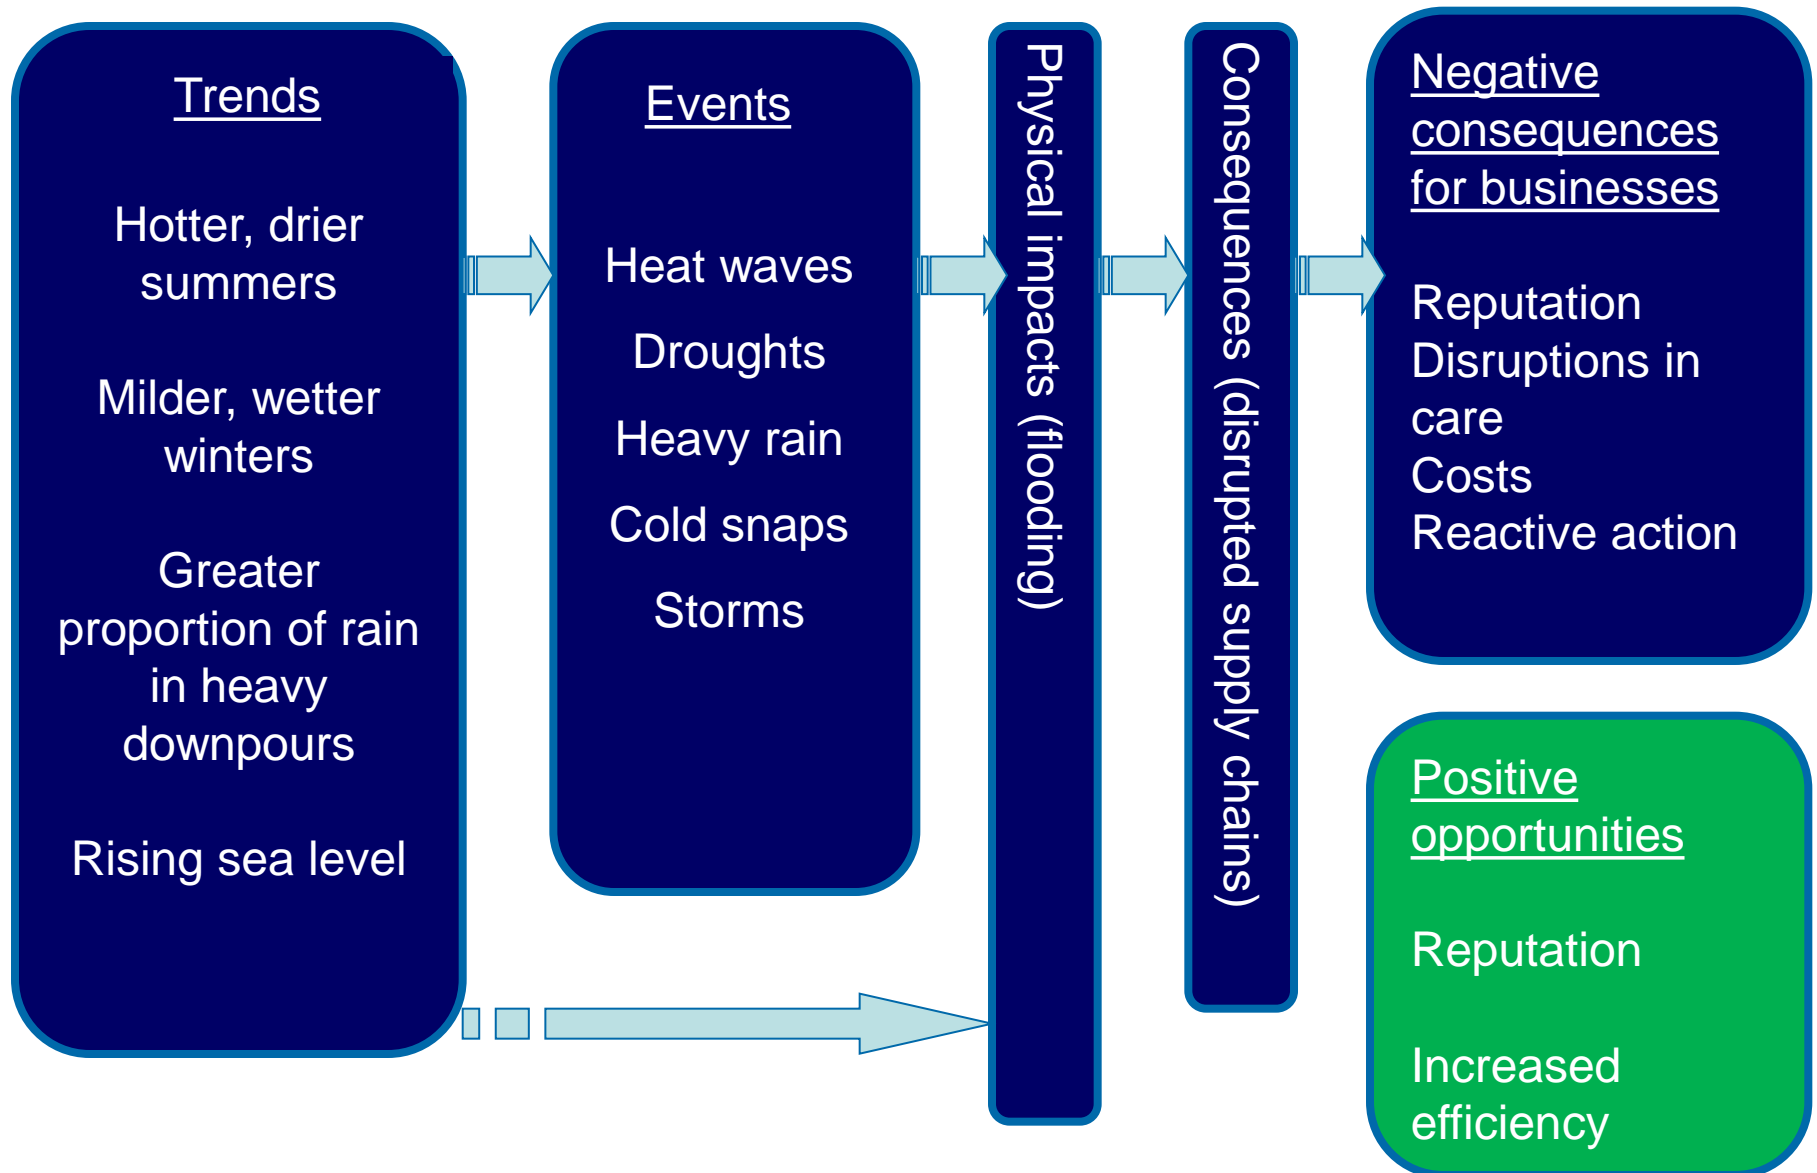 Trends
Hotter, drier
summers
Milder, wetter
winters
Greater
proportion of rain
in heavy
downpours
Rising sea level
Events
Heat waves
Droughts
Heavy rain
Cold snaps
Storms
Physical impacts (flooding)
Consequences (disrupted supply chains)
Negative
consequences
for businesses
Reputation
Disruptions in
care
Costs
Reactive action
Positive
opportunities
Reputation
Increased
efficiency